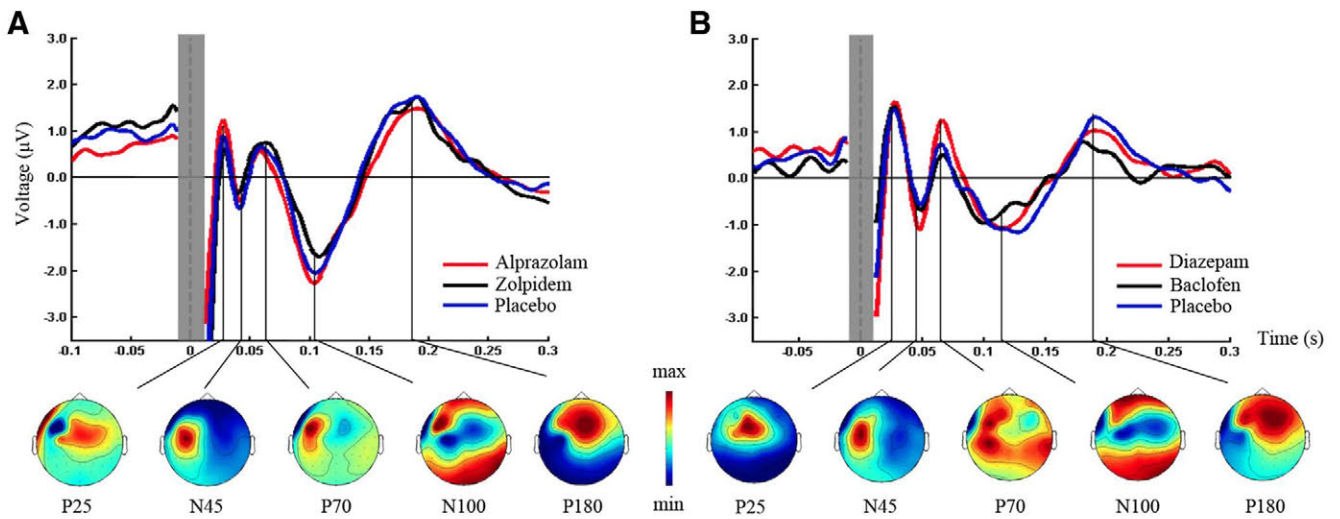 A
B
Voltage (µV)
3.0
2.0
1.0
0.0
-1.0
-2.0
-3.0
Alprazolam
Zolpidem
Placebo
-0.1
-0.05
0
0.05
0.1
0.15
0.2
0.25
0.3
3.0
2.0
1.0
0.0
-1.0
-2.0
-3.0
Diazepam
Baclofen
Placebo
Time (s)
-0.05
0
0.05
0.1
0.15
0.2
0.25
0.3
max
min
P25
N45
P70
N100
P180
P25
N45
P70
N100
P180